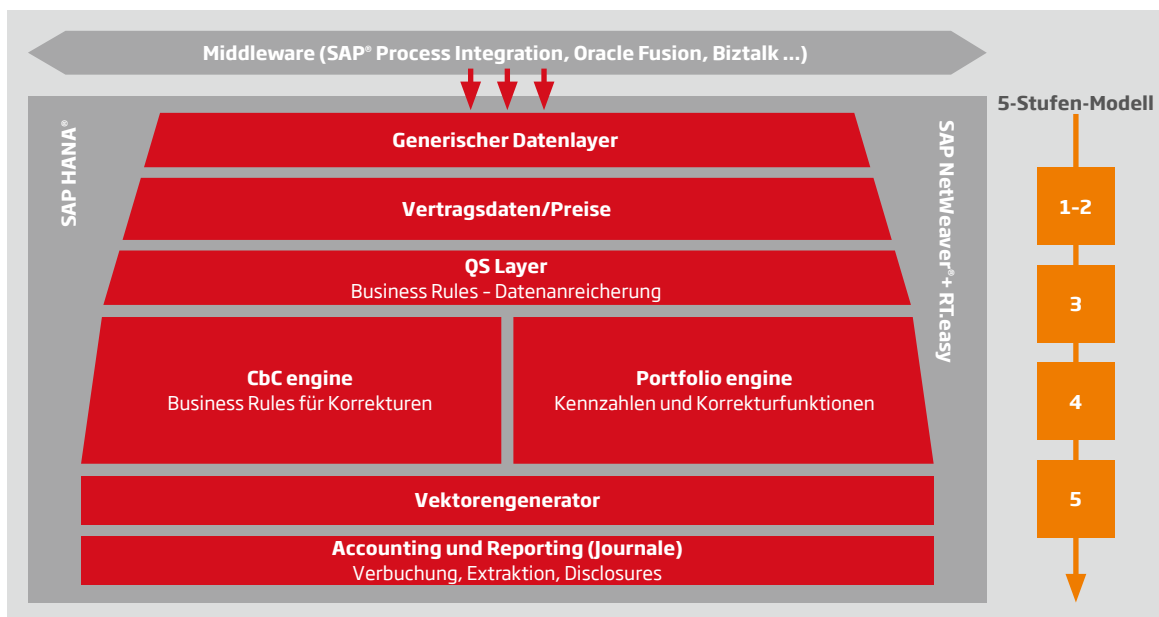 Middleware (SAP® Process Integration, Oracle Fusion, Biztalk ...)
5-Stufen-Modell
SAP HANA®
SAP NetWeaver®+ RT.easy
Generischer Datenlayer
Vertragsdaten/Preise
1–2
QS Layer
Business Rules – Datenanreicherung
3
CbC engine
Business Rules für Korrekturen
Portfolio engine
Kennzahlen und Korrekturfunktionen
4
Vektorengenerator
5
Accounting und Reporting (Journale)
Verbuchung, Extraktion, Disclosures